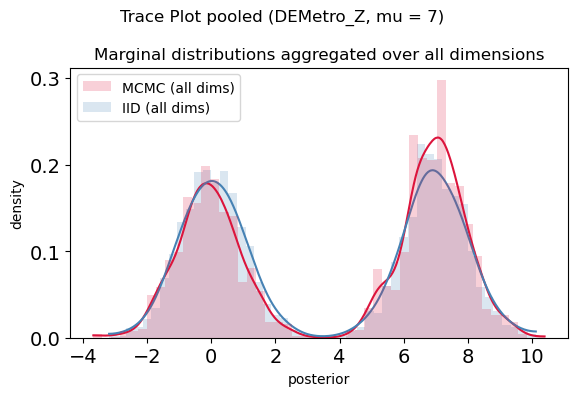 Trace Plot pooled (DEMetro_Z, mu = 7)
Marginal distributions aggregated over all dimensions
MCMC (all dims)
IID (all dims)
density
0.3
0.2
0.1
0.0
−4 −2 0 2 4 6 8 10
posterior